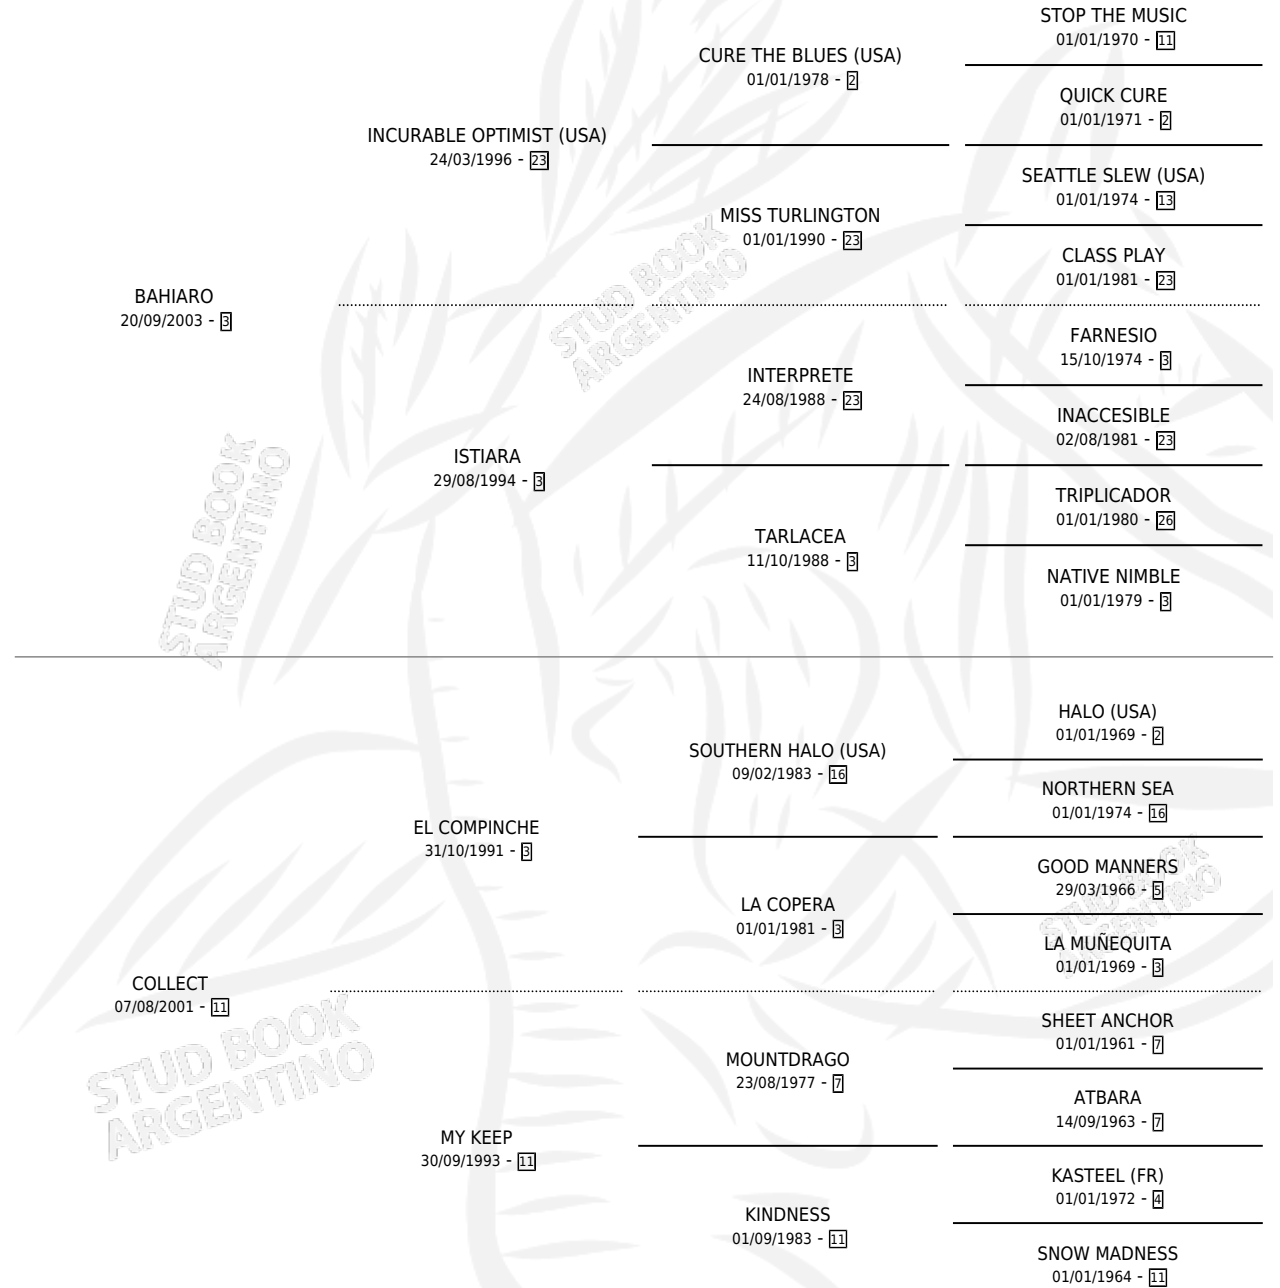 STOP THE MUSIC
01/01/1970 - 11
CURE THE BLUES (USA)
01/01/1978 - 2
QUICK CURE
01/01/1971 - 2
INCURABLE OPTIMIST (USA)
24/03/1996 - 23
SEATTLE SLEW (USA)
01/01/1974 - 13
MISS TURLINGTON
01/01/1990 - 23
CLASS PLAY
01/01/1981 - 23
BAHIARO
20/09/2003 - 3
STUD BOOK
ARGENTINO
FARNESIO
15/10/1974 - 3
INTERPRETE
24/08/1988 - 23
INACCESIBLE
02/08/1981 - 23
ISTIARA
29/08/1994 - 3
TRIPLICADOR
01/01/1980 - 26
TARLACEA
11/10/1988 - 3
NATIVE NIMBLE
01/01/1979 - 3
STUD BOOK
ARGENTINO
HALO (USA)
01/01/1969 - 2
SOUTHERN HALO (USA)
09/02/1983 - 16
NORTHERN SEA
01/01/1974 - 16
EL COMPINCHE
31/10/1991 - 3
GOOD MANNERS
29/03/1966 - 5
LA COPERA
01/01/1981 - 3
STUD BOOK
ARGENTINO
LA MUÑEQUITA
01/01/1969 - 3
COLLECT
07/08/2001 - 11
SHEET ANCHOR
01/01/1961 - 7
MOUNTDRAGO
23/08/1977 - 7
STUD BOOK
ARGENTINO
ATBARA
14/09/1963 - 7
MY KEEP
30/09/1993 - 11
KASTEEL (FR)
01/01/1972 - 4
KINDNESS
01/09/1983 - 11
SNOW MADNESS
01/01/1964 - 11